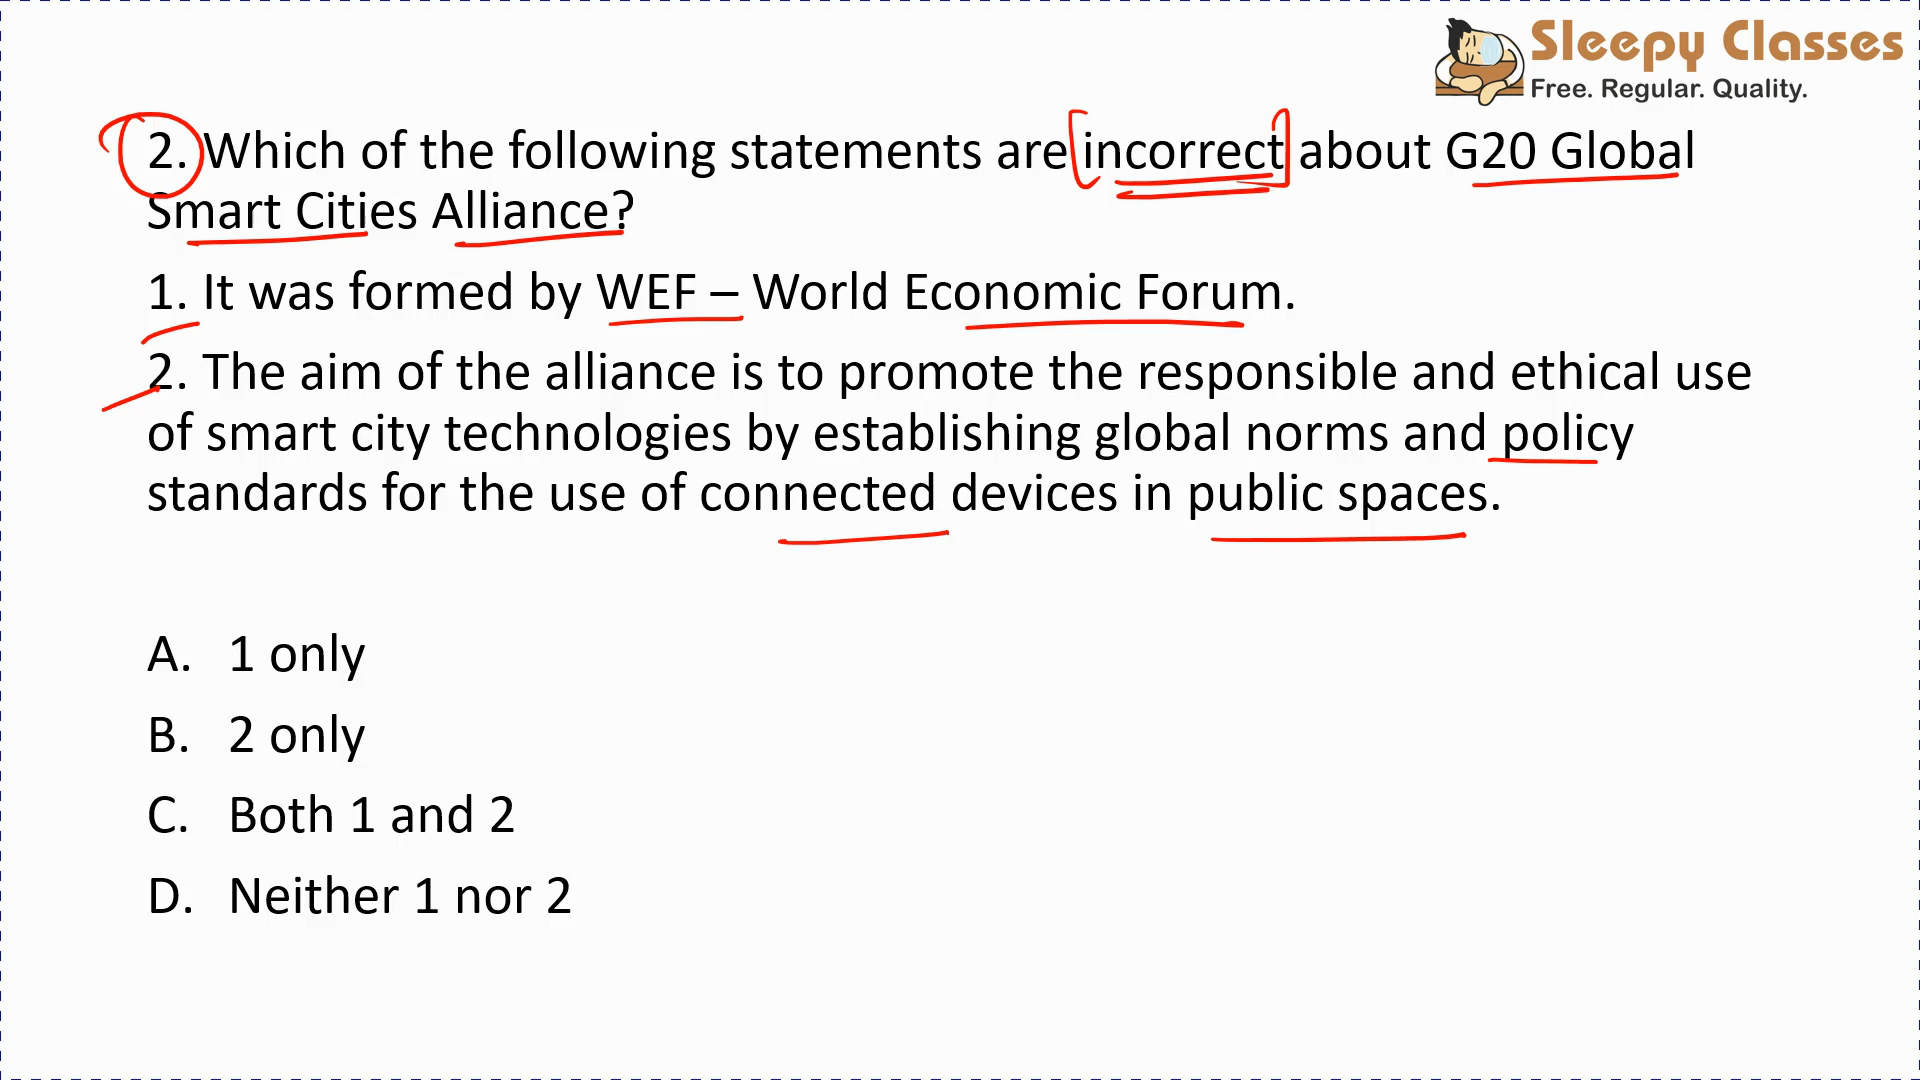 Sleepy Classes
Free. Regular. Quality.
2. Which of the following statements are incorrect about G20 Global
Smart Cities Alliance?
1. It was formed by WEF – World Economic Forum.
2. The aim of the alliance is to promote the responsible and ethical use
of smart city technologies by establishing global norms and policy
standards for the use of connected devices in public spaces.
A. 1 only
B. 2 only
C. Both 1 and 2
D. Neither 1 nor 2